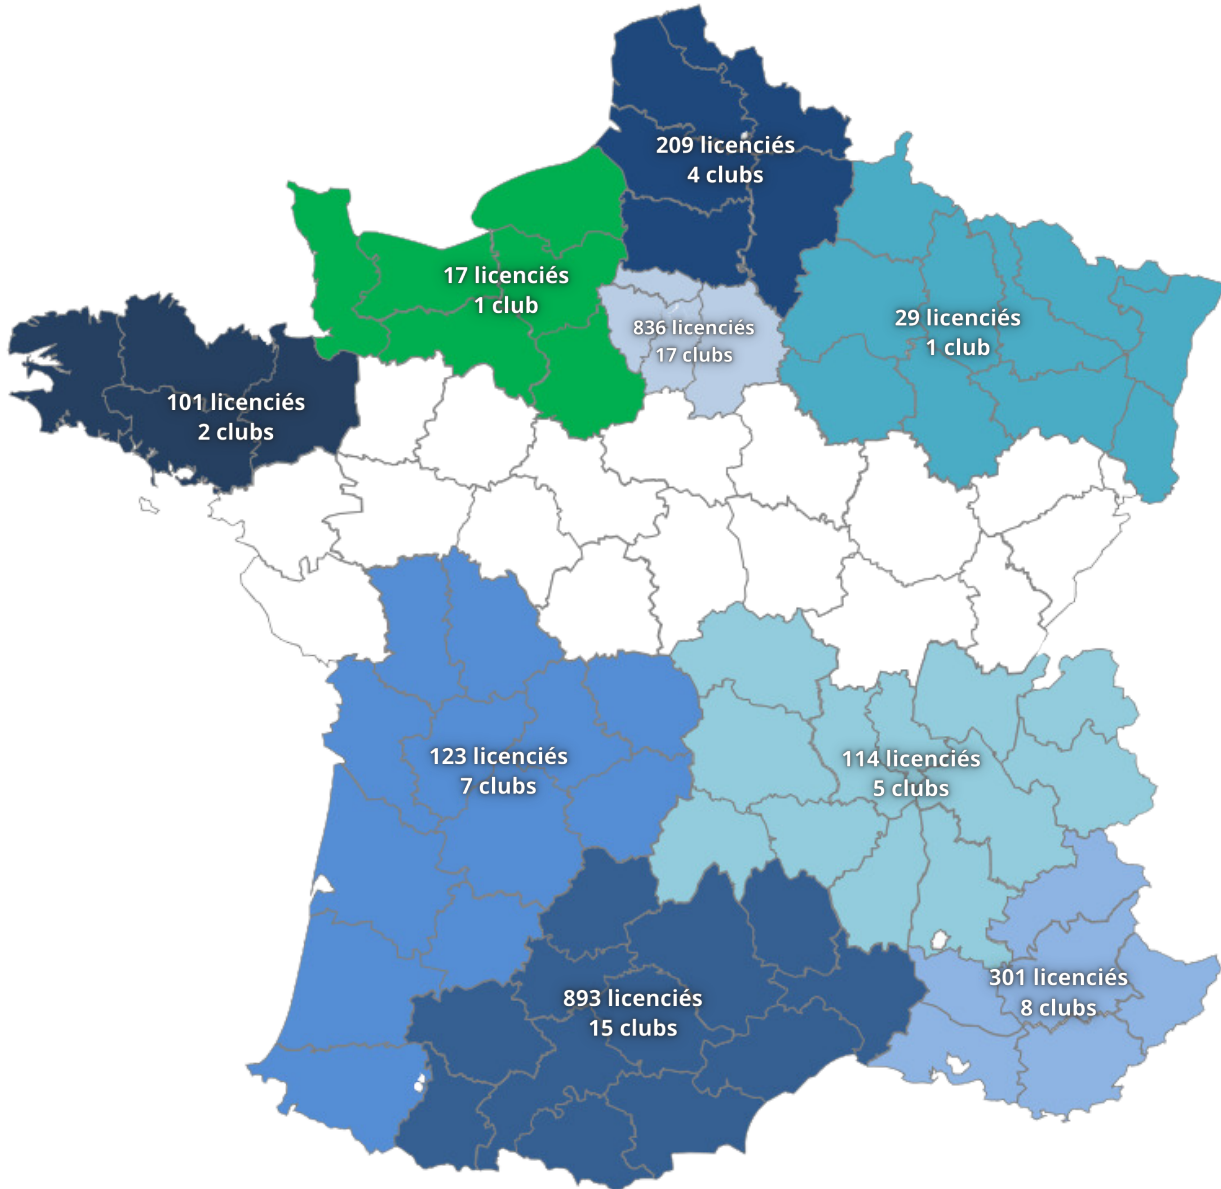 209 licenciés
4 clubs
17 licenciés
1 club
836 licenciés
17 clubs
29 licenciés
1 club
101 licenciés
2 clubs
123 licenciés
7 clubs
114 licenciés
5 clubs
893 licenciés
15 clubs
301 licenciés
8 clubs